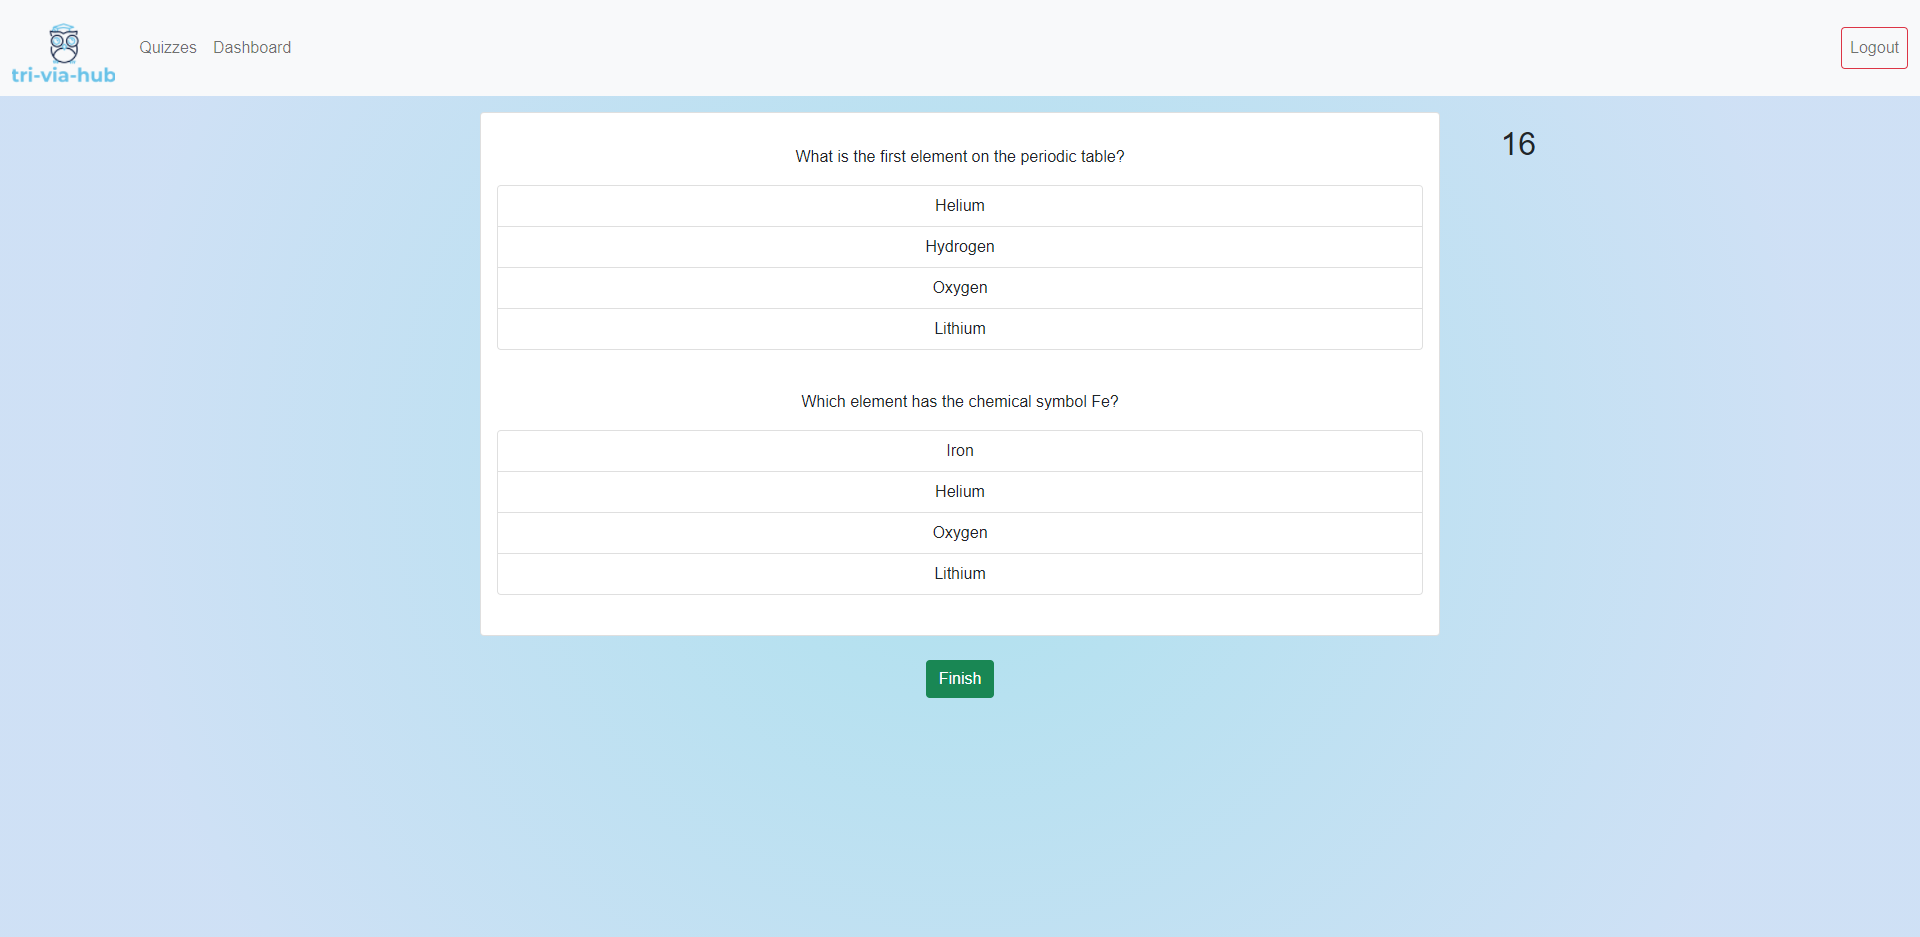 tri-via-hub
Quizzes Dashboard
Logout
16
What is the first element on the periodic table?
Helium
Hydrogen
Oxygen
Lithium
Which element has the chemical symbol Fe?
Iron
Helium
Oxygen
Lithium
Finish